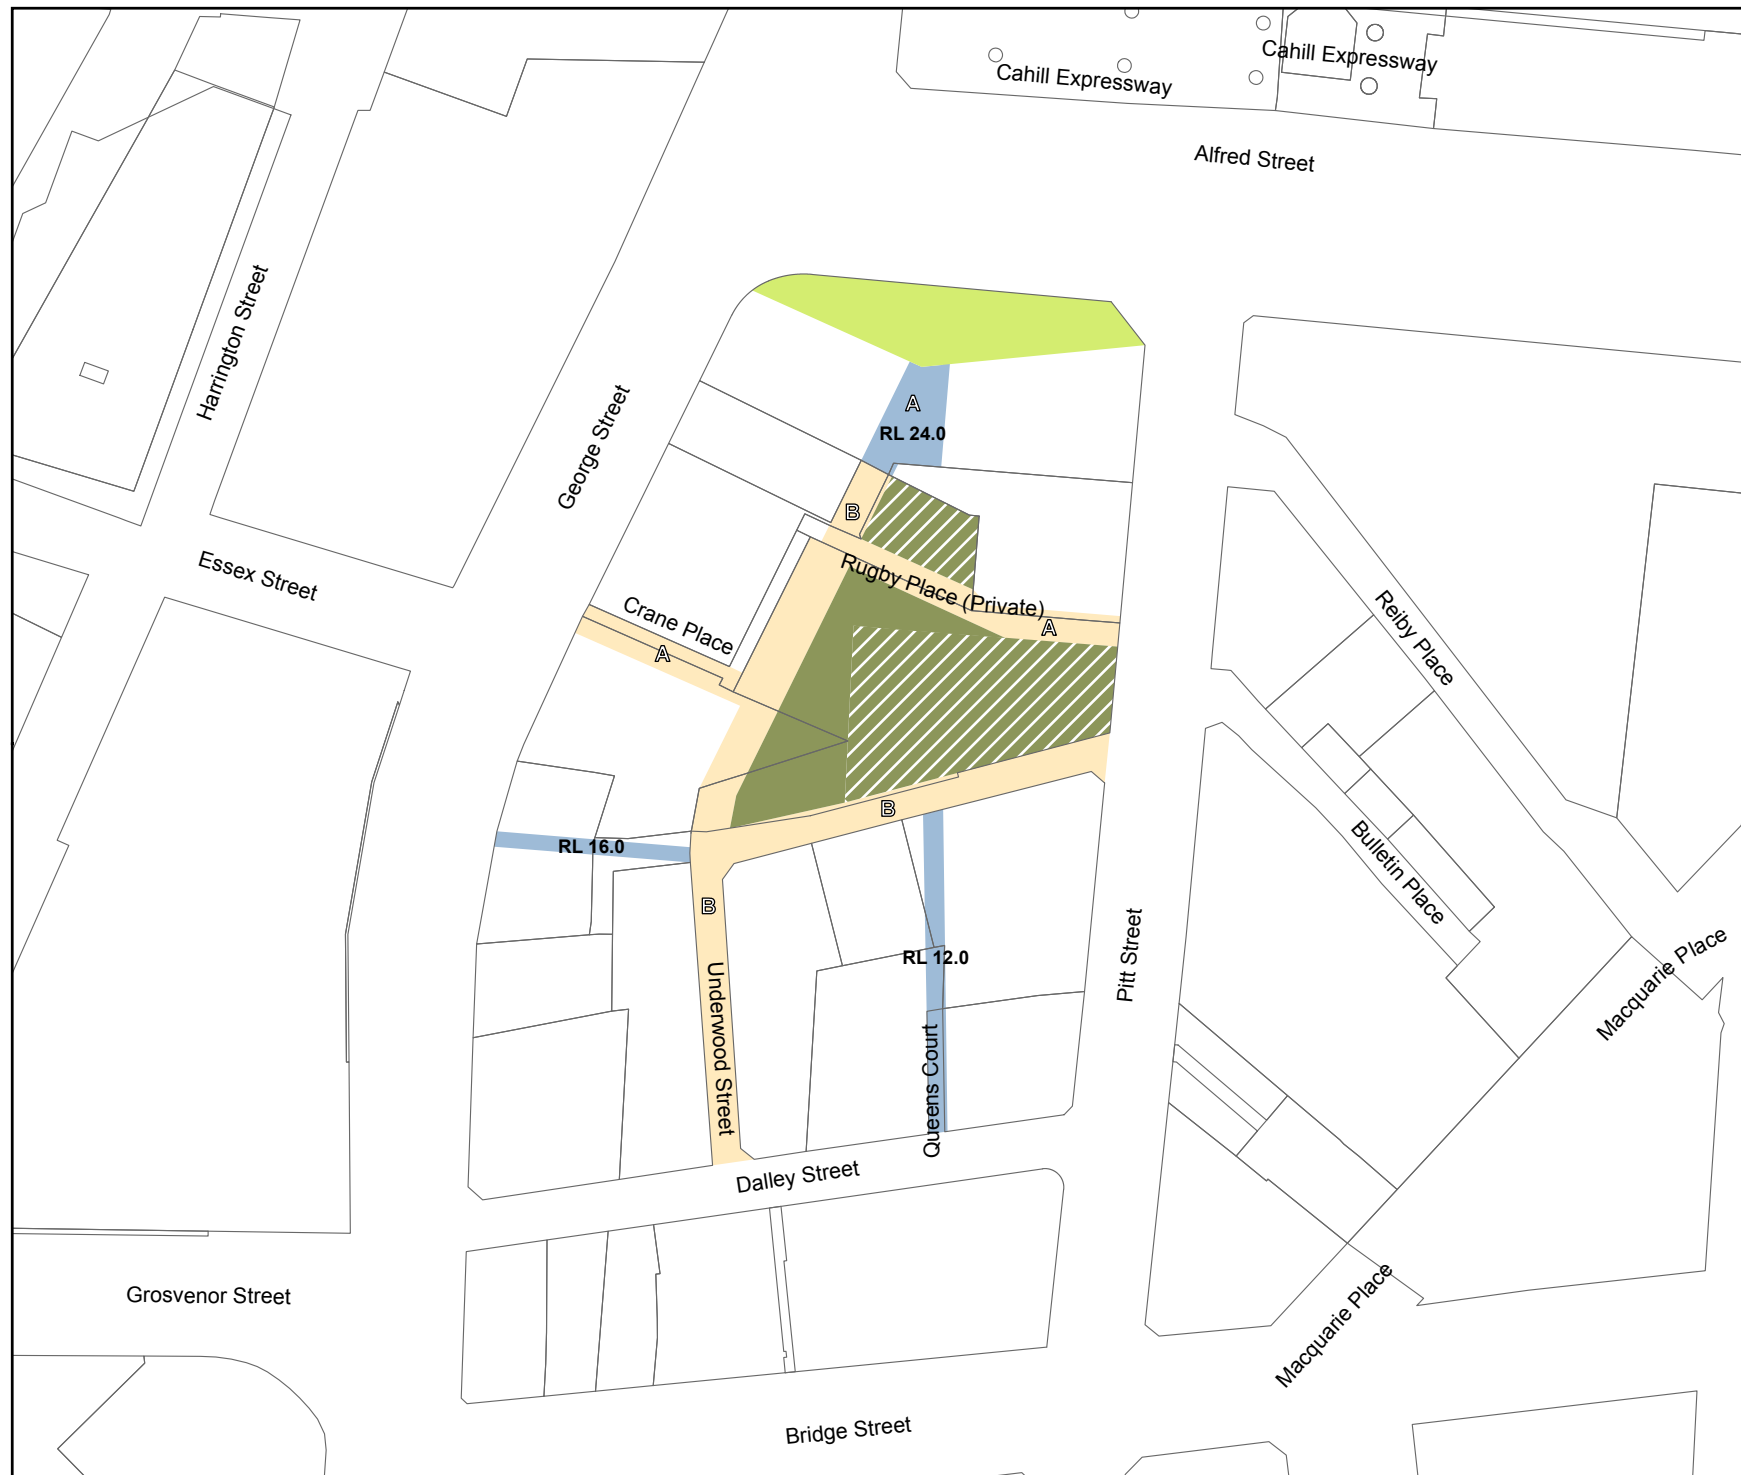 Cahill Expressway
Cahill Expressway
Alfred Street
Harrington Street
George Street
A
RL 24.0
B
Rugby Place (Private)
Essex Street
Crane Place
A
A
Reiby Place
B
RL 16.0
Bulletin Place
B
Pitt Street
RL 12.0
Macquarie Place
Underwood Street
Queens Court
Dalley Street
Grosvenor Street
Macquarie Place
Bridge Street